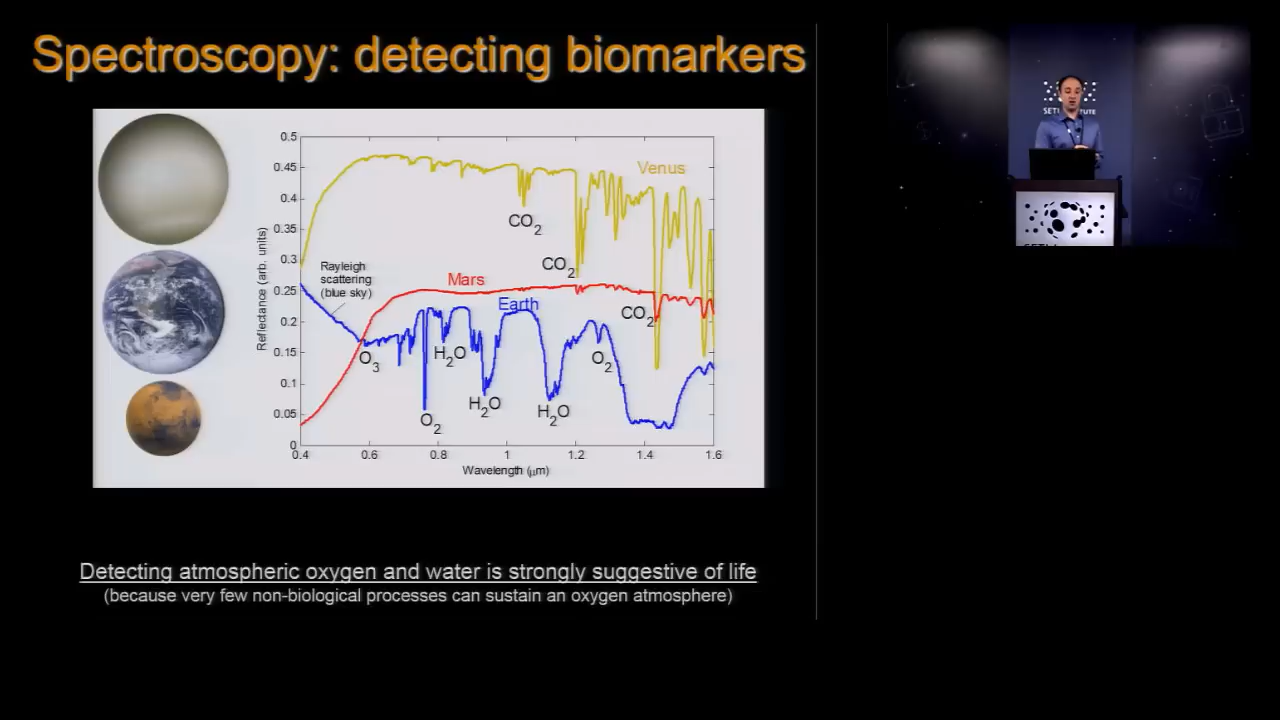 Spectroscopy: detecting biomarkers
0.5
0.45
0.4
0.35
0.3
0.25
0.2
0.15
0.1
0.05
0
Reflectance (arb. units)
Venus
CO2
CO2
Rayleigh
scattering
(blue sky)
Mars
Earth
CO2
O3
H2O
O2
H2O
H2O
O2
0.4 0.6 0.8 1 1.2 1.4 1.6
Wavelength (μm)
Detecting atmospheric oxygen and water is strongly suggestive of life
(because very few non-biological processes can sustain an oxygen atmosphere)